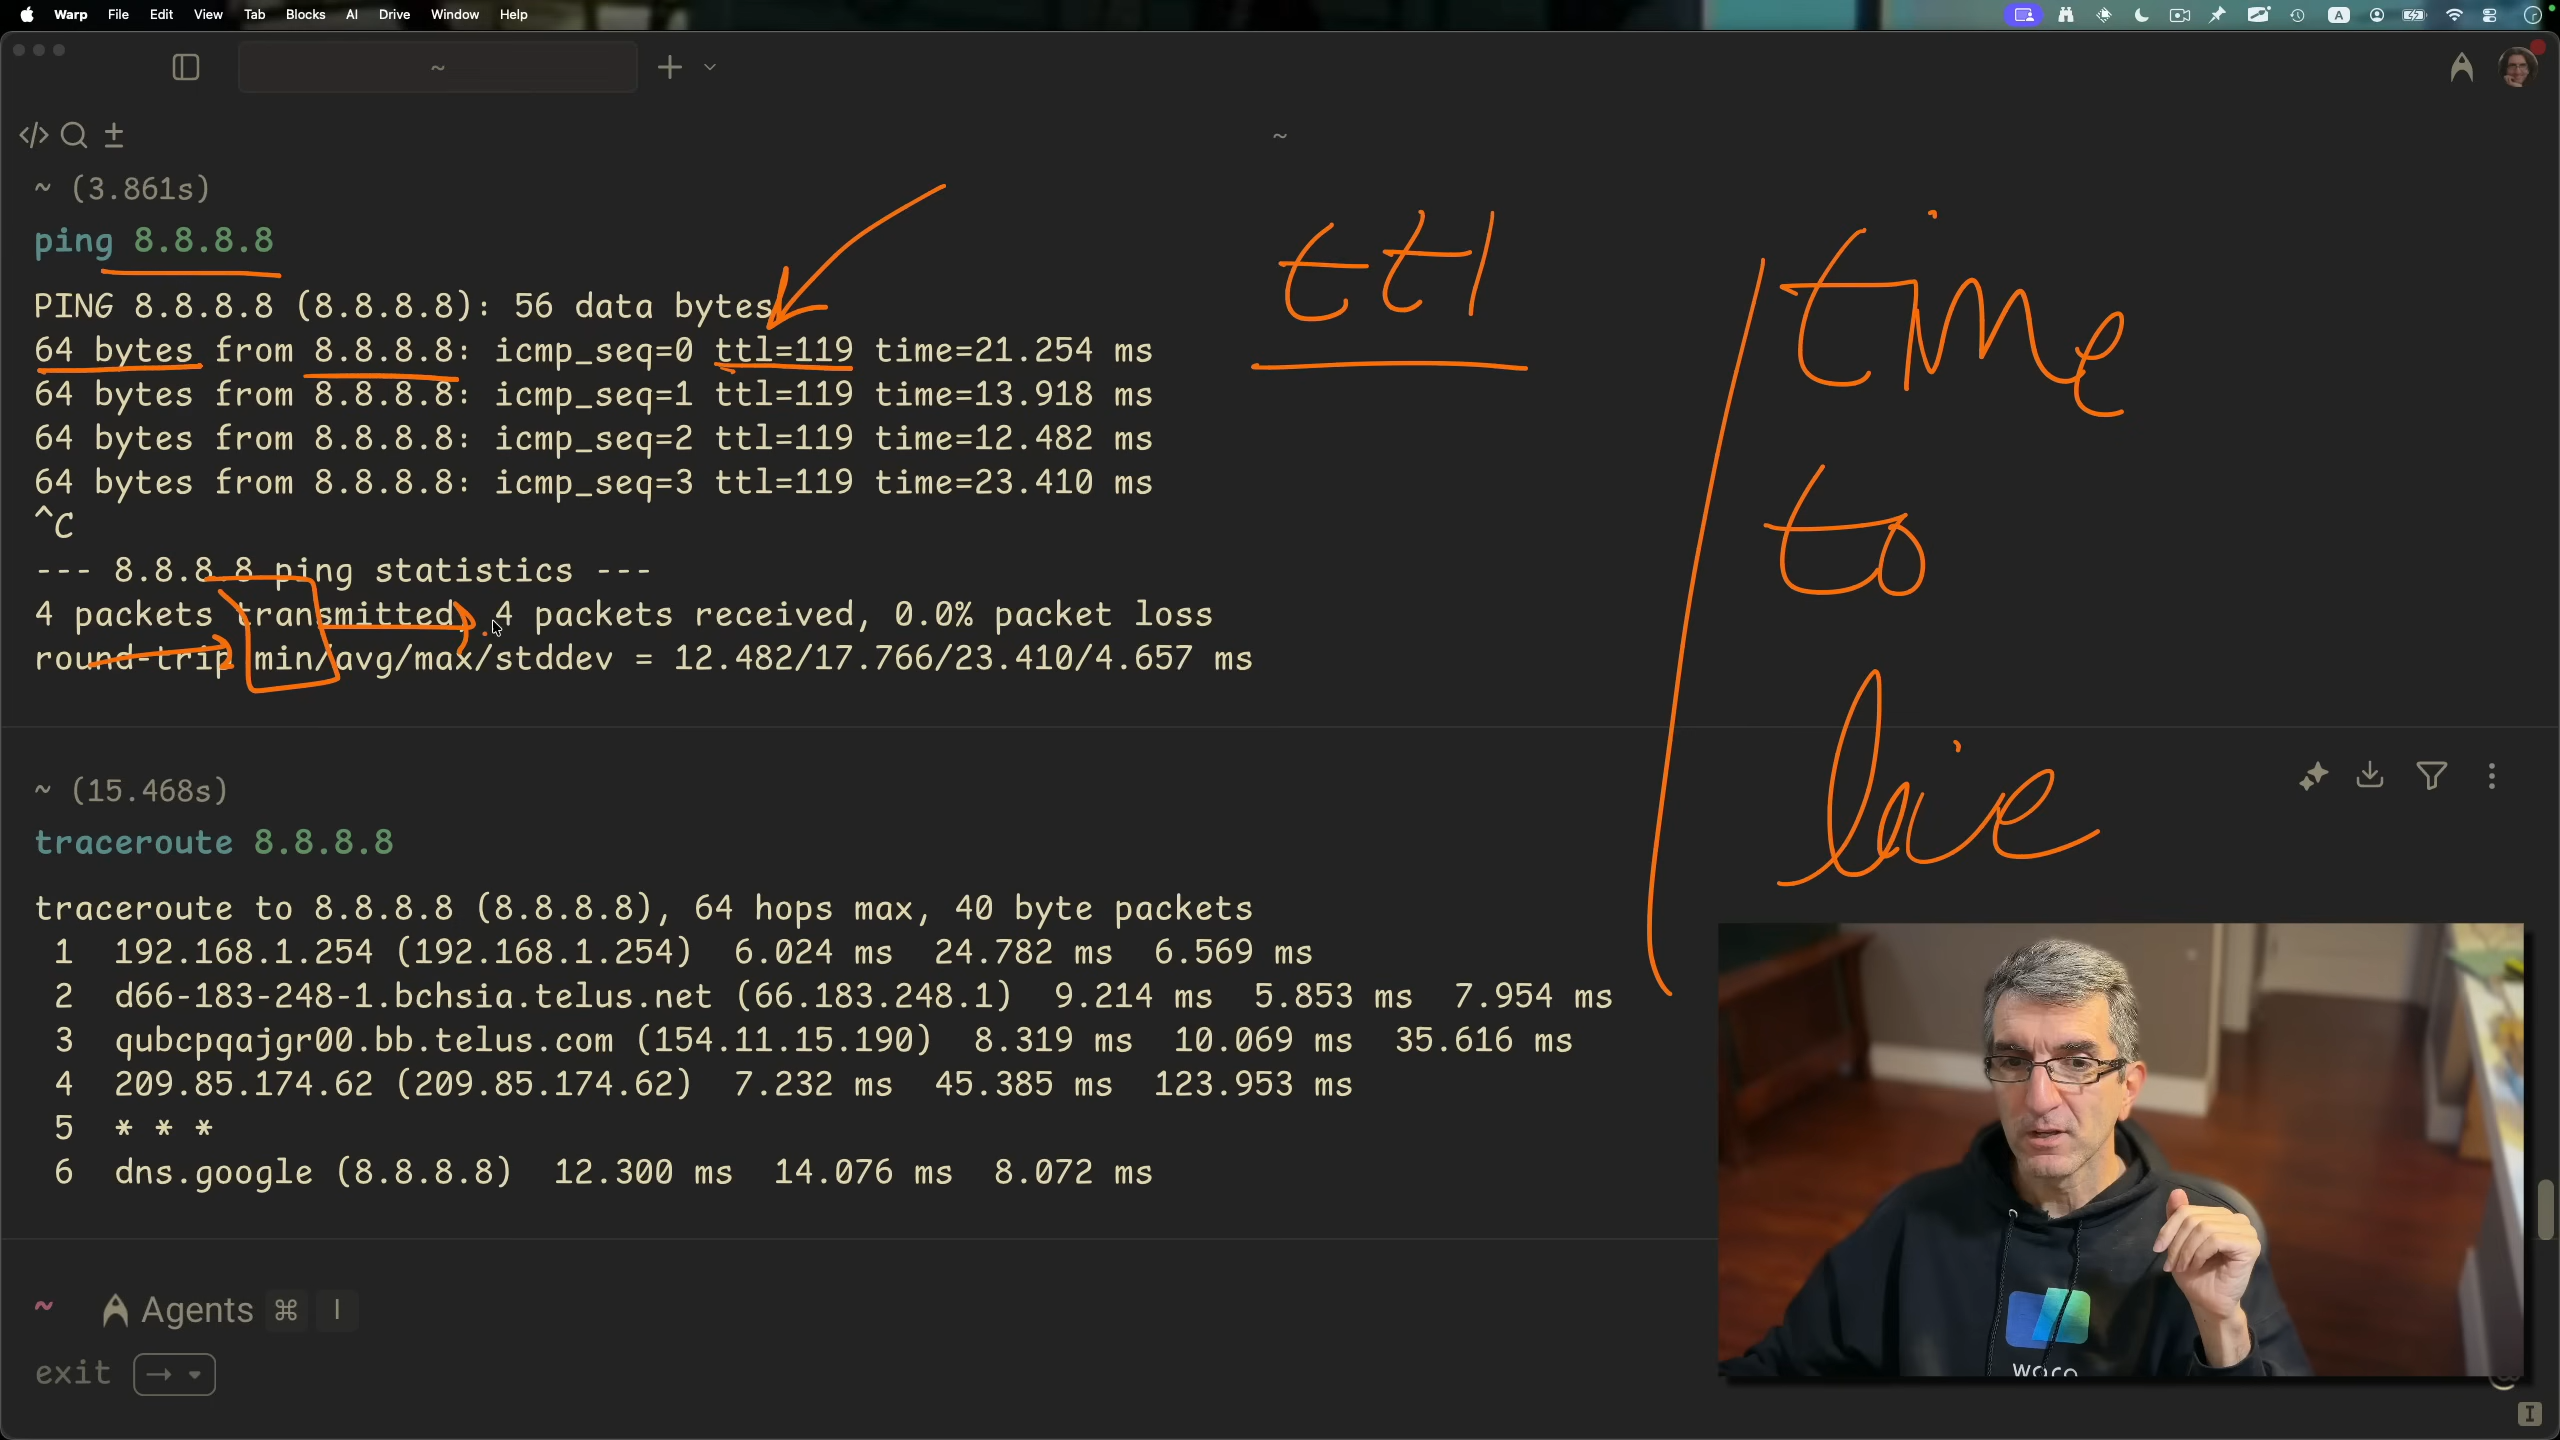 Warp File Edit View Tab Blocks AI Drive Window Help
A
~
~
~ (3.861s)
ping 8.8.8.8
PING 8.8.8.8 (8.8.8.8): 56 data bytes
64 bytes from 8.8.8.8: icmp_seq=0 ttl=119 time=21.254 ms
64 bytes from 8.8.8.8: icmp_seq=1 ttl=119 time=13.918 ms
64 bytes from 8.8.8.8: icmp_seq=2 ttl=119 time=12.482 ms
64 bytes from 8.8.8.8: icmp_seq=3 ttl=119 time=23.410 ms
^C
--- 8.8.8.8 ping statistics ---
4 packets transmitted, 4 packets received, 0.0% packet loss
round-trip min/avg/max/stddev = 12.482/17.766/23.410/4.657 ms
ttl
time
to
live
~ (15.468s)
traceroute 8.8.8.8
traceroute to 8.8.8.8 (8.8.8.8), 64 hops max, 40 byte packets
1 192.168.1.254 (192.168.1.254) 6.024 ms 24.782 ms 6.569 ms
2 d66-183-248-1.bchsia.telus.net (66.183.248.1) 9.214 ms 5.853 ms 7.954 ms
3 qubcpqajgr00.bb.telus.com (154.11.15.190) 8.319 ms 10.069 ms 35.616 ms
4 209.85.174.62 (209.85.174.62) 7.232 ms 45.385 ms 123.953 ms
5 * * *
6 dns.google (8.8.8.8) 12.300 ms 14.076 ms 8.072 ms
~ Agents ⌘ I
exit